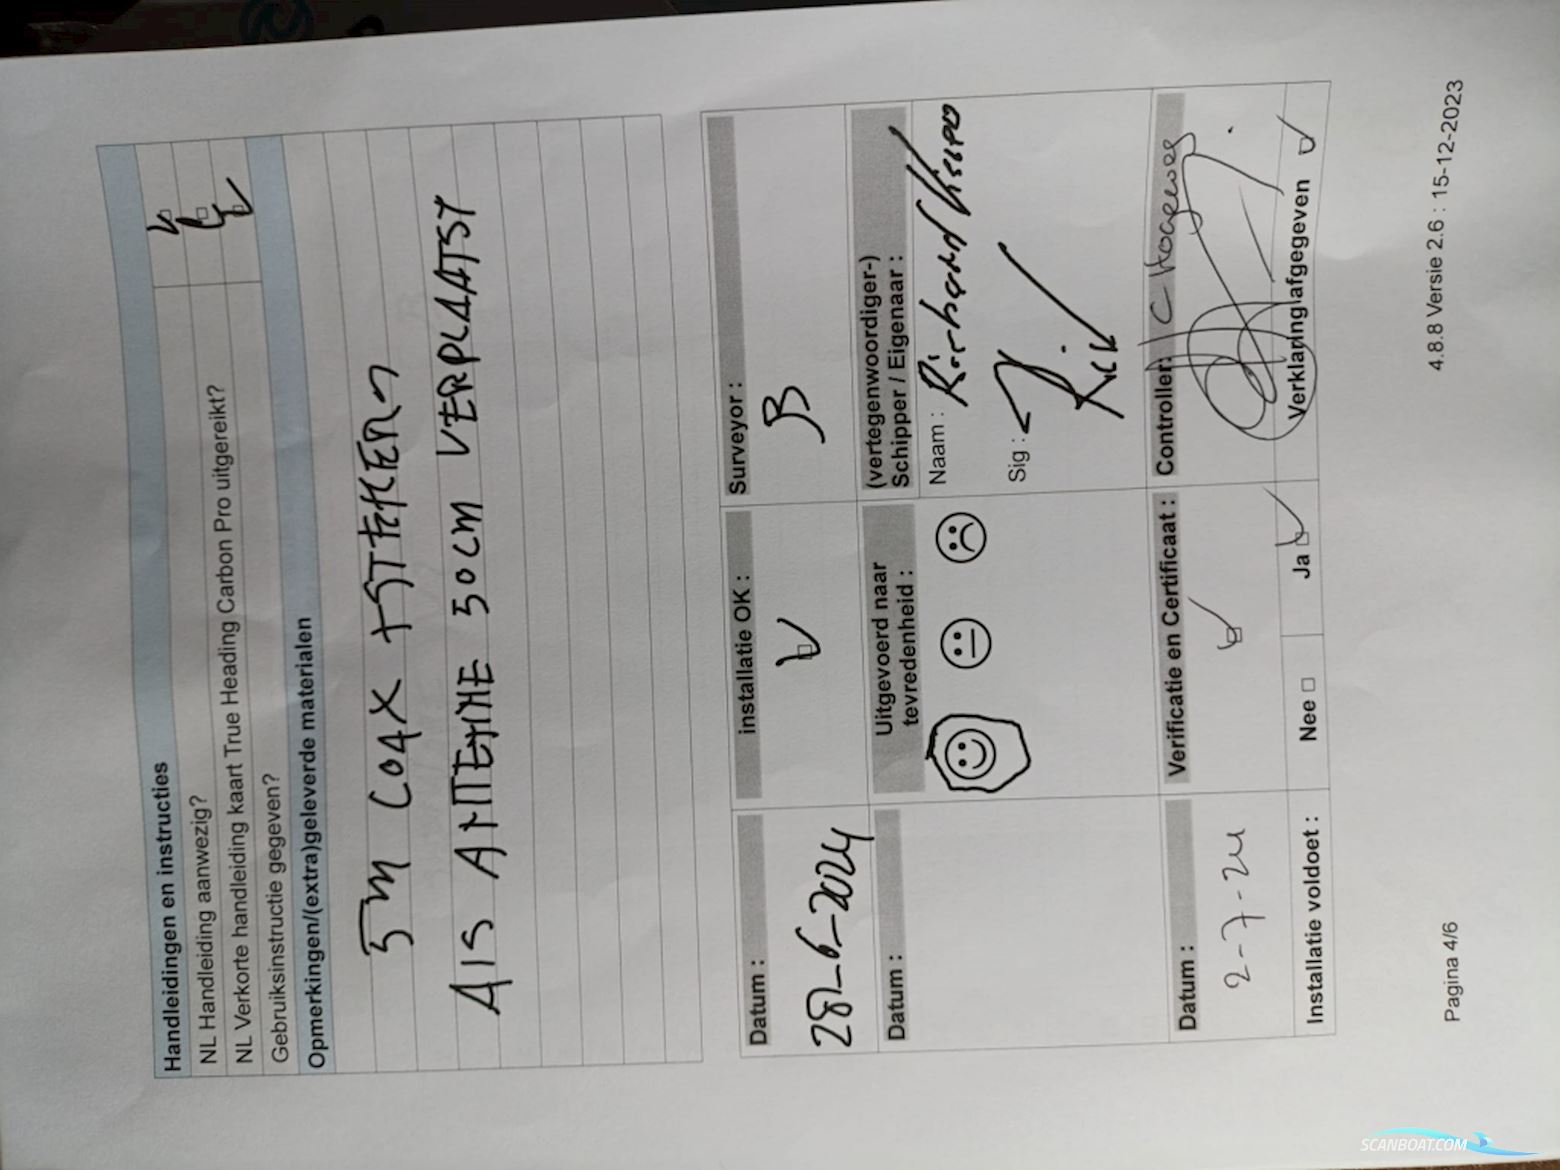 Handleidingen en instructies
NL Handleiding aanwezig?
NL Verkorte handleiding kaart True Heading Carbon Pro uitgereikt?
Gebruiksinstructie gegeven?
Opmerkingen/(extra)geleverde materialen
5m COAX + STEKERS
AIS ANTENNE 50cm VERPLAATST
Datum :
installatie OK :
Surveyor :
28-6-2024
Datum :
Uitgevoerd naar
tevredenheid :
(vertegenwoordiger-)
Schipper / Eigenaar :
Naam : Richard
Sig :
Rick
Datum :
Verificatie en Certificaat :
Controller: C Hoogewes
2-7-24
Installatie voldoet :
Nee
Ja
Verklaring afgegeven
Pagina 4/6
4.8.8 Versie 2.6 : 15-12-2023
SCANBOAT.COM